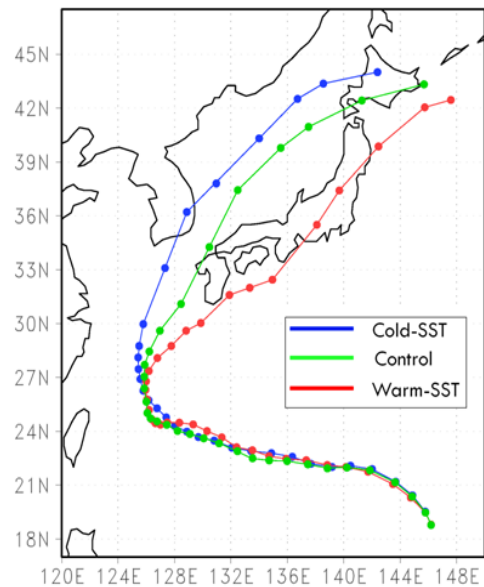 45N
42N
39N
36N
33N
30N
27N
24N
21N
18N
Cold-SST
Control
Warm-SST
120E 124E 128E 132E 136E 140E 144E 148E